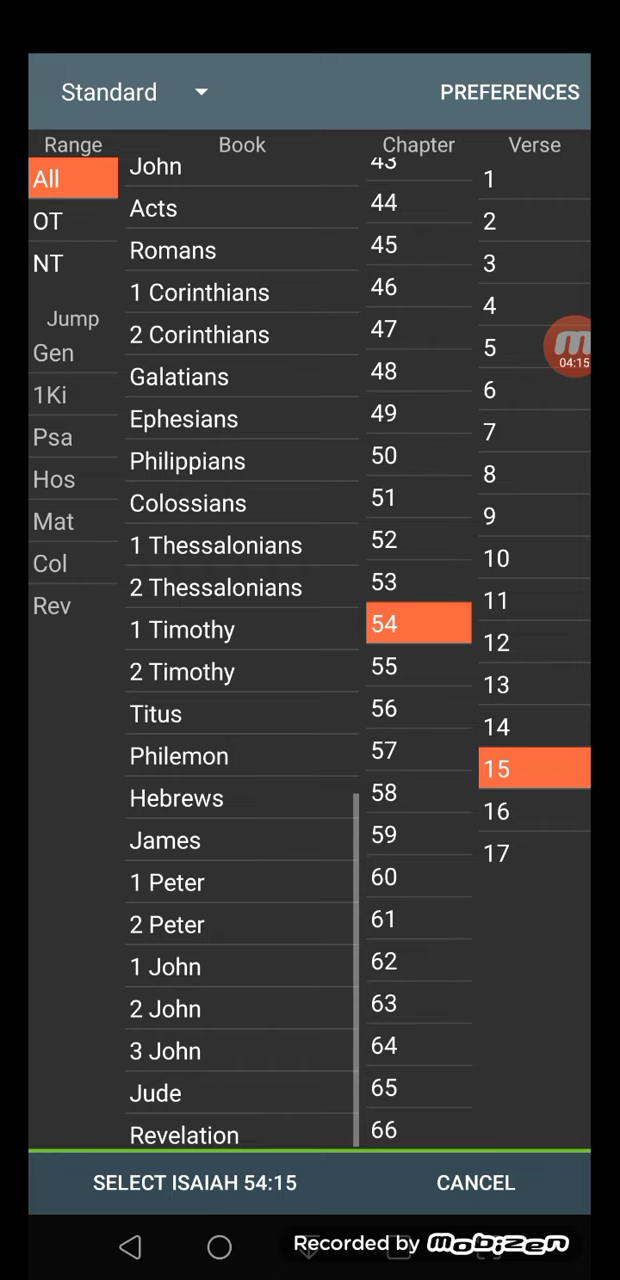 Standard
PREFERENCES
Range
Book
Chapter
Verse
All
OT
NT
Jump
Gen
1Ki
Psa
Hos
Mat
Col
Rev
John
Acts
Romans
1 Corinthians
2 Corinthians
Galatians
Ephesians
Philippians
Colossians
1 Thessalonians
2 Thessalonians
1 Timothy
2 Timothy
Titus
Philemon
Hebrews
James
1 Peter
2 Peter
1 John
2 John
3 John
Jude
Revelation
43
44
45
46
47
48
49
50
51
52
53
54
55
56
57
58
59
60
61
62
63
64
65
66
1
2
3
4
5
6
7
8
9
10
11
12
13
14
15
16
17
m
04:15
SELECT ISAIAH 54:15
CANCEL
Recorded by mobizen